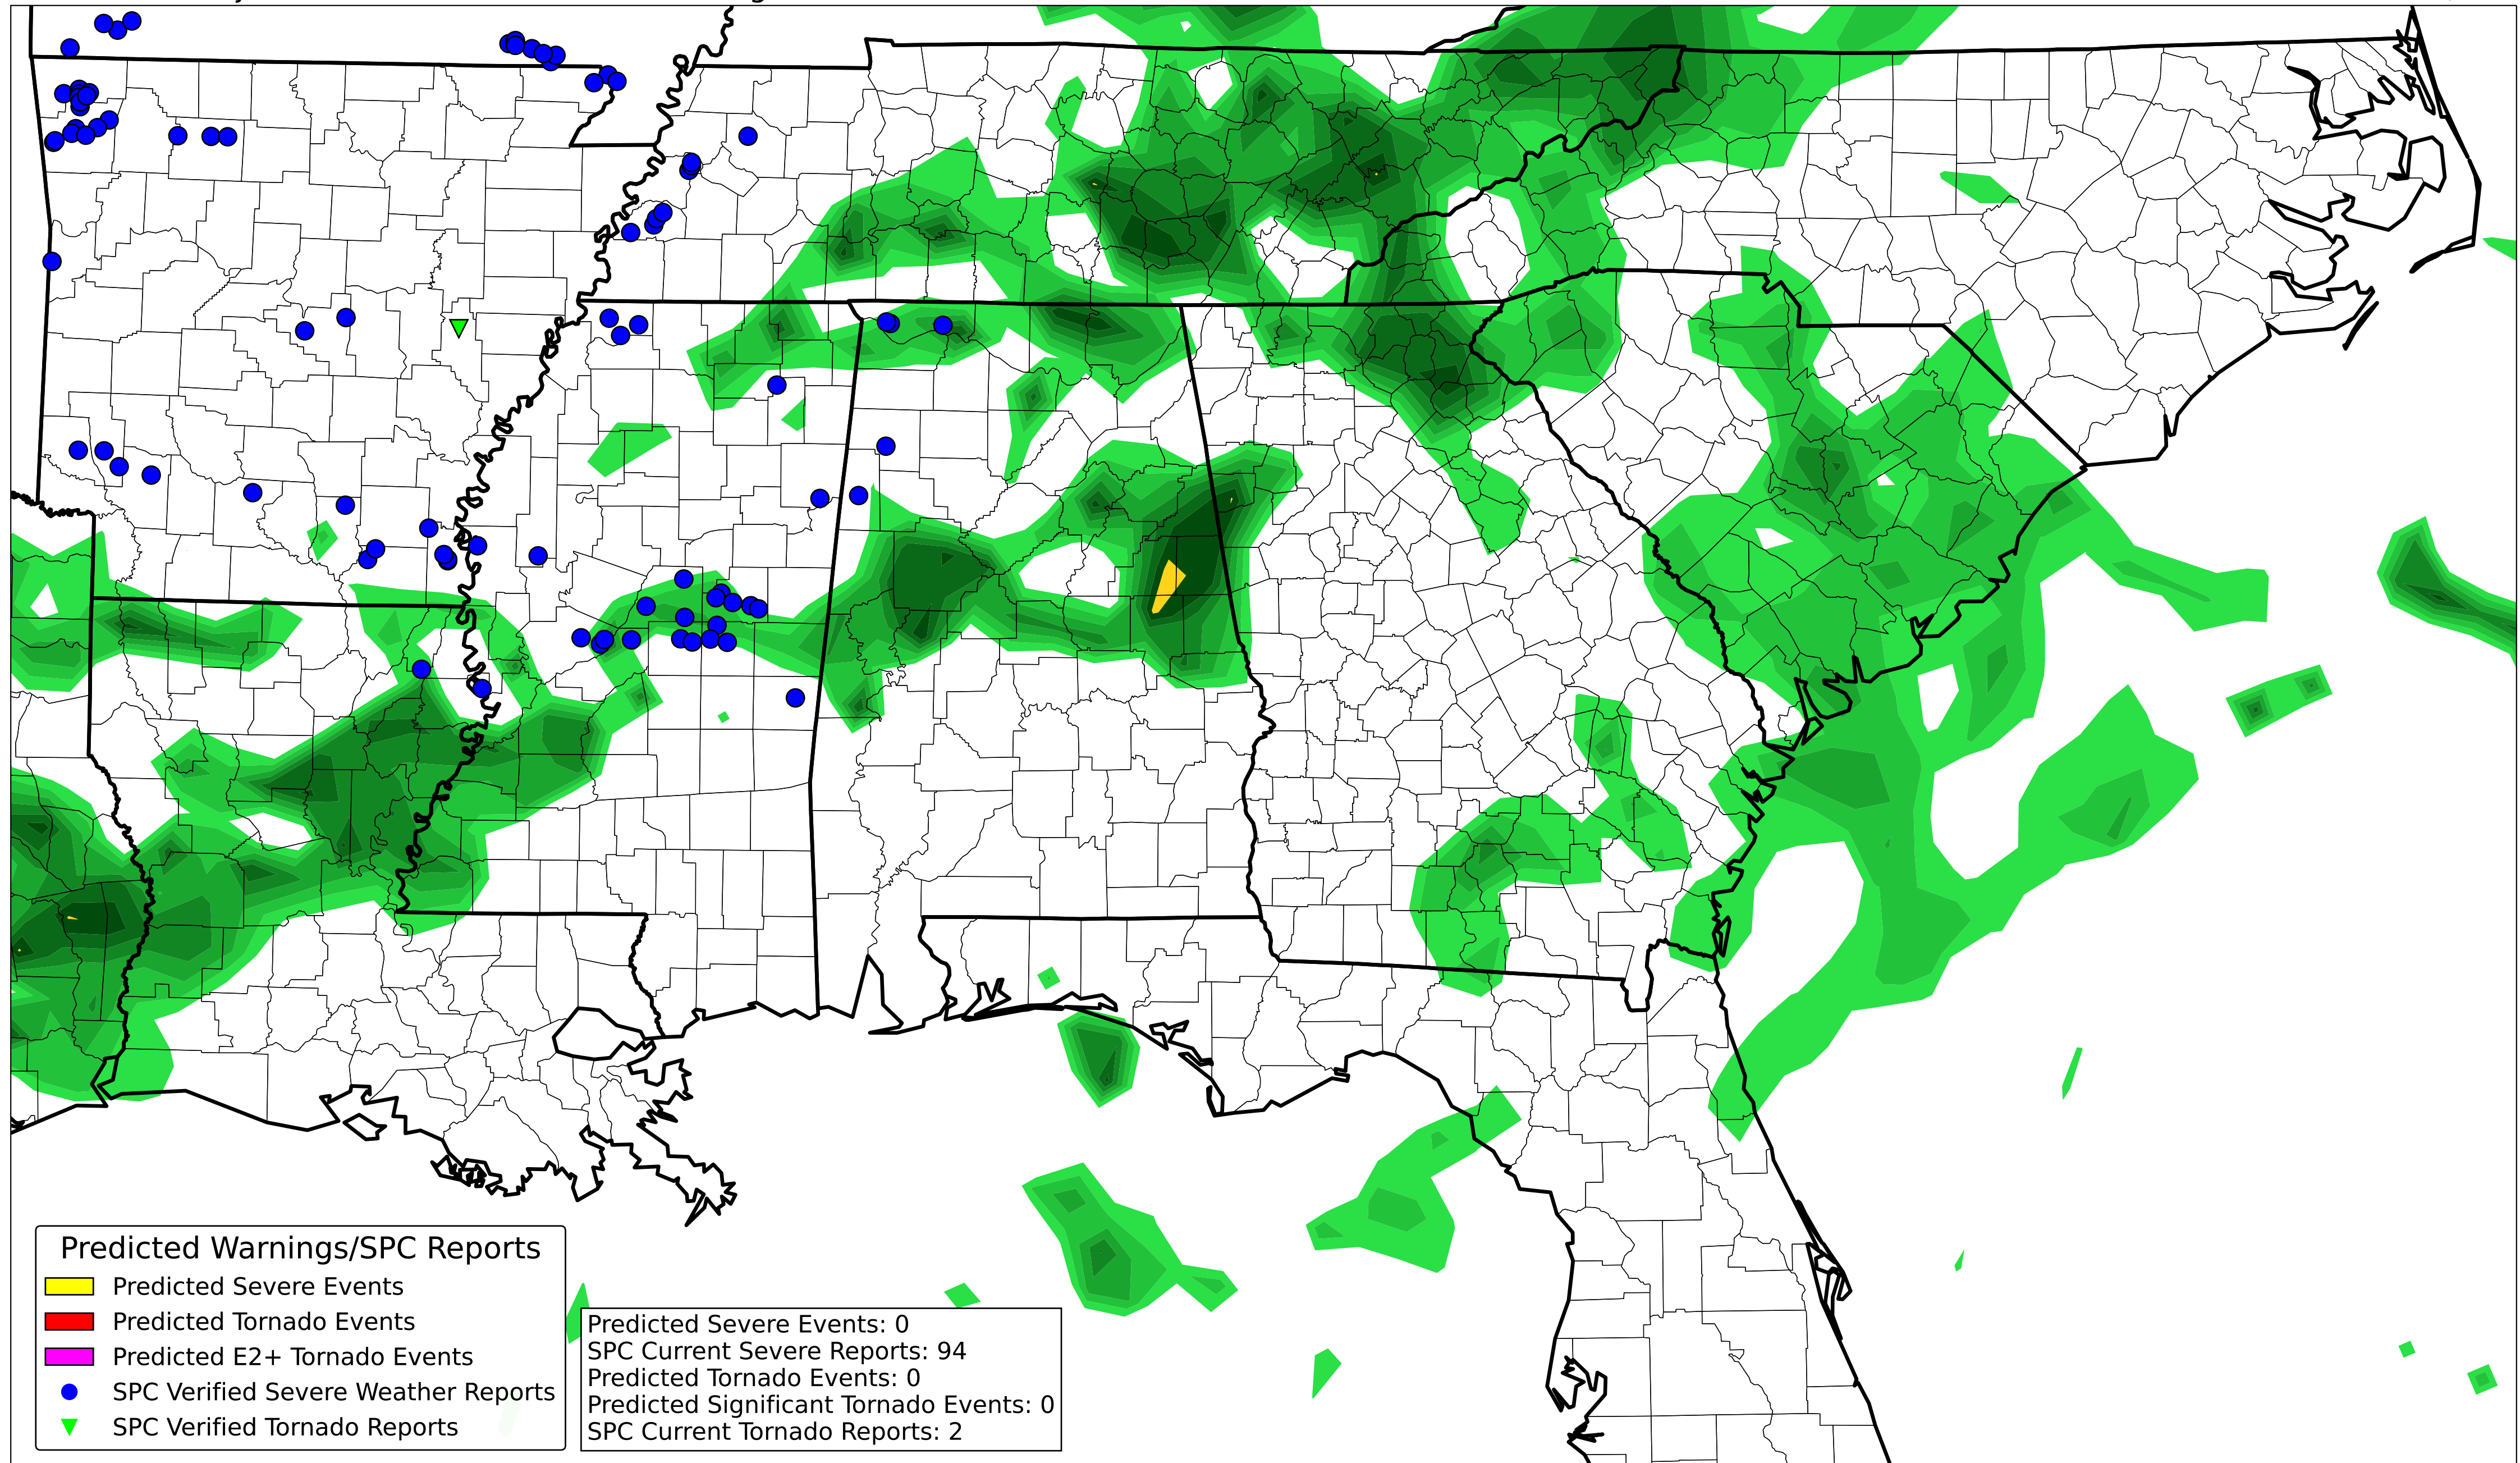 Predicted Warnings/SPC Reports
Predicted Severe Events
Predicted Tornado Events
Predicted E2+ Tornado Events
SPC Verified Severe Weather Reports
SPC Verified Tornado Reports
Predicted Severe Events: 0
SPC Current Severe Reports: 94
Predicted Tornado Events: 0
Predicted Significant Tornado Events: 0
SPC Current Tornado Reports: 2